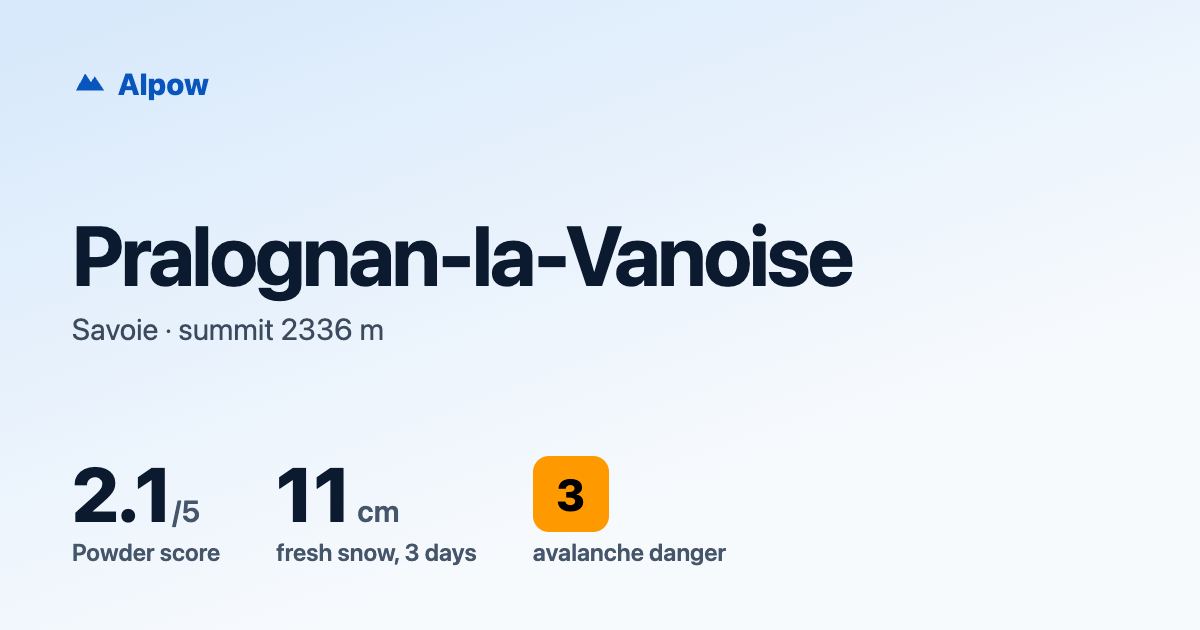 Alpow
Pralognan-la-Vanoise
Savoie · summit 2336 m
2.1/5
Powder score
11 cm
fresh snow, 3 days
3
avalanche danger